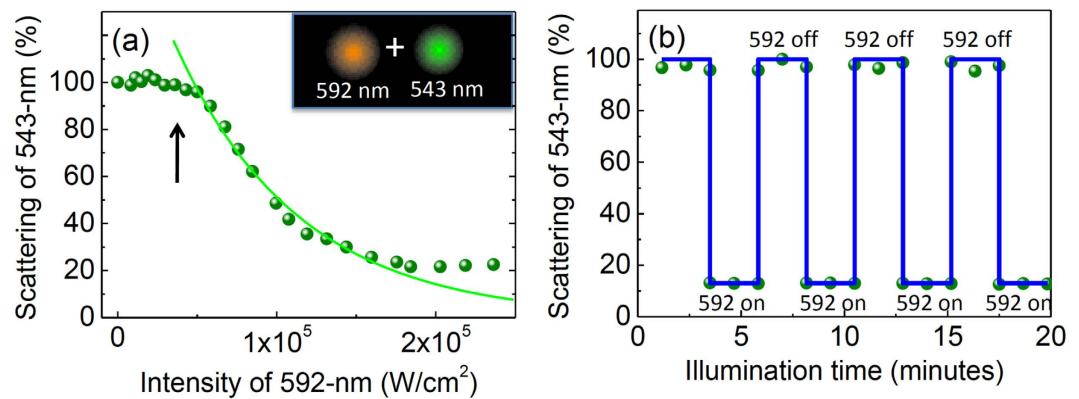 (a)
592 nm + 543 nm
Scattering of 543-nm (%)
100
80
60
40
20
0
0 1x10⁵ 2x10⁵
Intensity of 592-nm (W/cm²)
(b)
592 off 592 off 592 off
Scattering of 543-nm (%)
100
80
60
40
20
0
592 on 592 on 592 on 592 on
0 5 10 15 20
Illumination time (minutes)